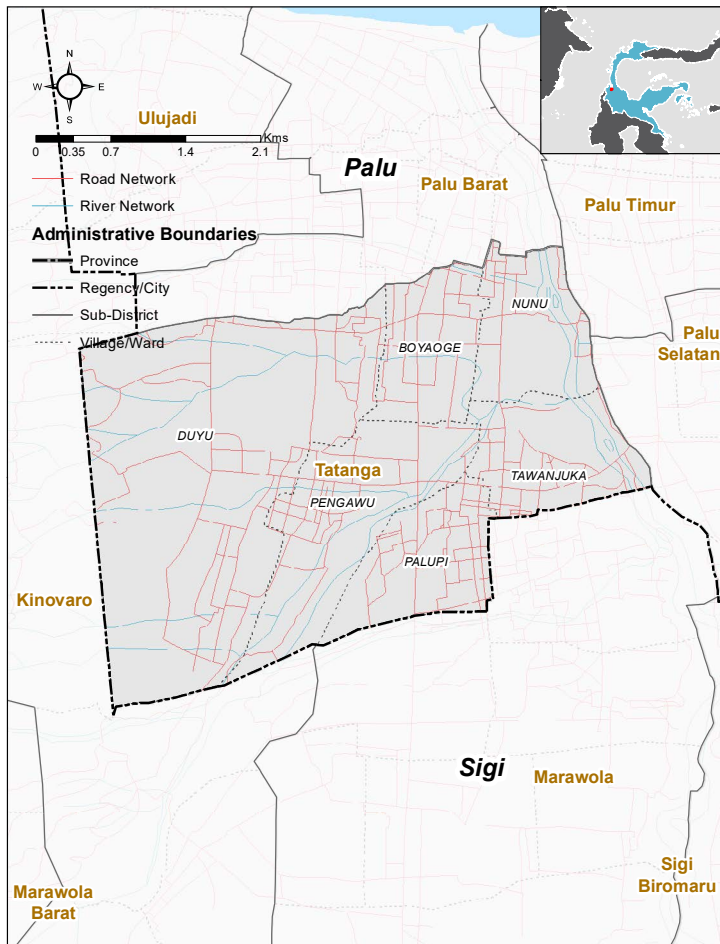 N
W E
S
Ulujadi
Kms
0 0.35 0.7 1.4 2.1
Palu
Palu Barat
Palu Timur
Road Network
River Network
Administrative Boundaries
Province
Regency/City
Sub-District
Village/Ward
NUNU
Palu
Selatan
BOYAOGE
DUYU
Tatanga
TAWANJUKA
PENGAWU
PALUPI
Kinovaro
Sigi
Marawola
Sigi
Biromaru
Marawola
Barat